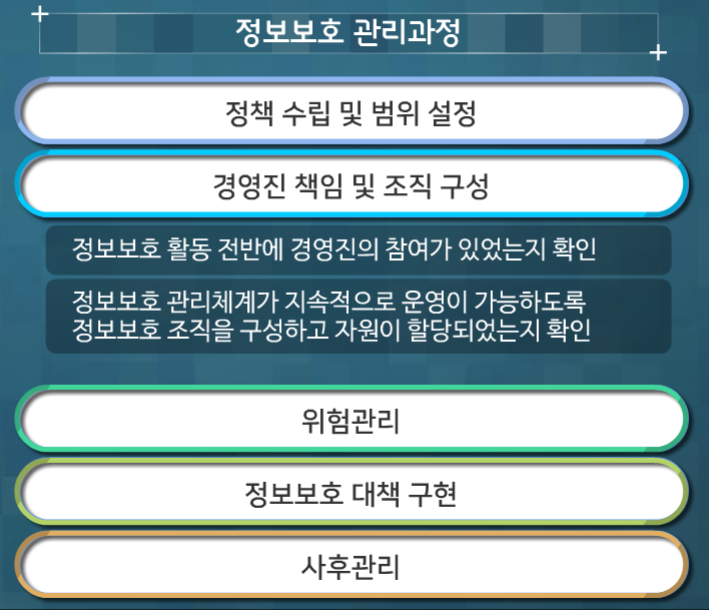 정보보호 관리과정
정책 수립 및 범위 설정
경영진 책임 및 조직 구성
정보보호 활동 전반에 경영진의 참여가 있었는지 확인
정보보호 관리체계가 지속적으로 운영이 가능하도록
정보보호 조직을 구성하고 자원이 할당되었는지 확인
위험관리
정보보호 대책 구현
사후관리